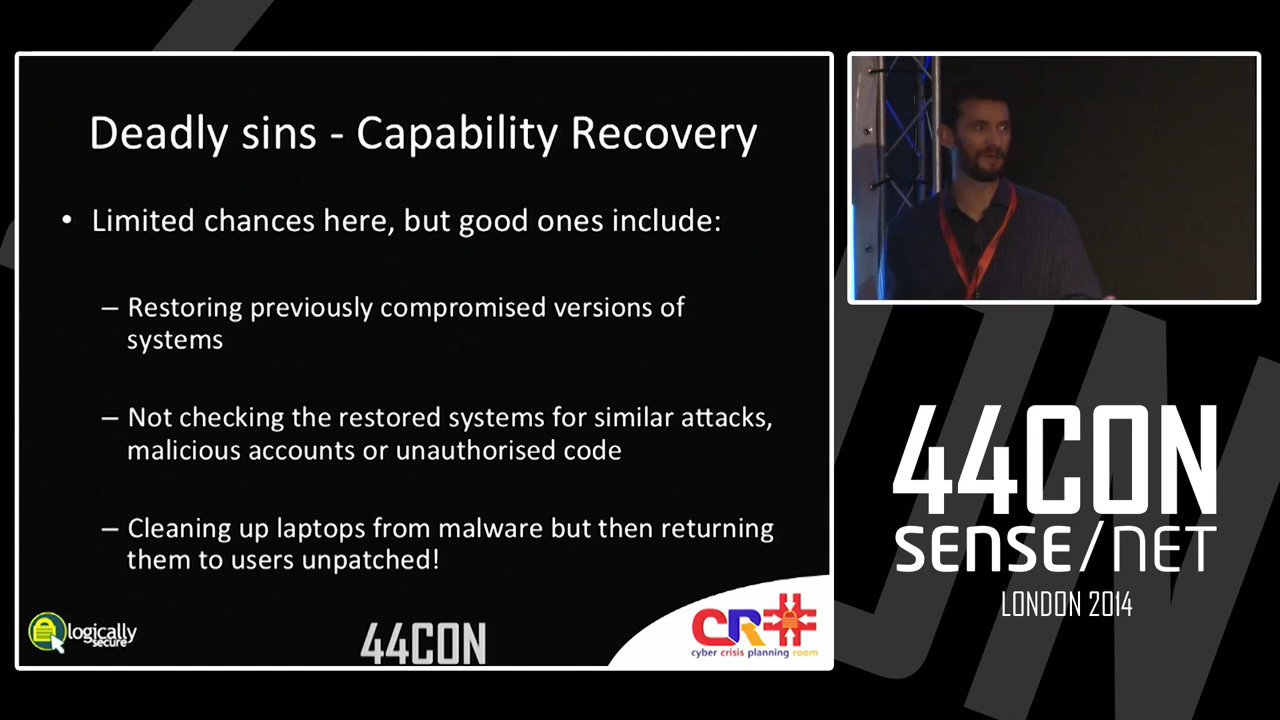 Deadly sins - Capability Recovery
• Limited chances here, but good ones include:
– Restoring previously compromised versions of
systems
– Not checking the restored systems for similar attacks,
malicious accounts or unauthorised code
– Cleaning up laptops from malware but then returning
them to users unpatched!
logically
secure
44CON
CR
cyber crisis planning room
44CON
SENSE/NET
LONDON 2014